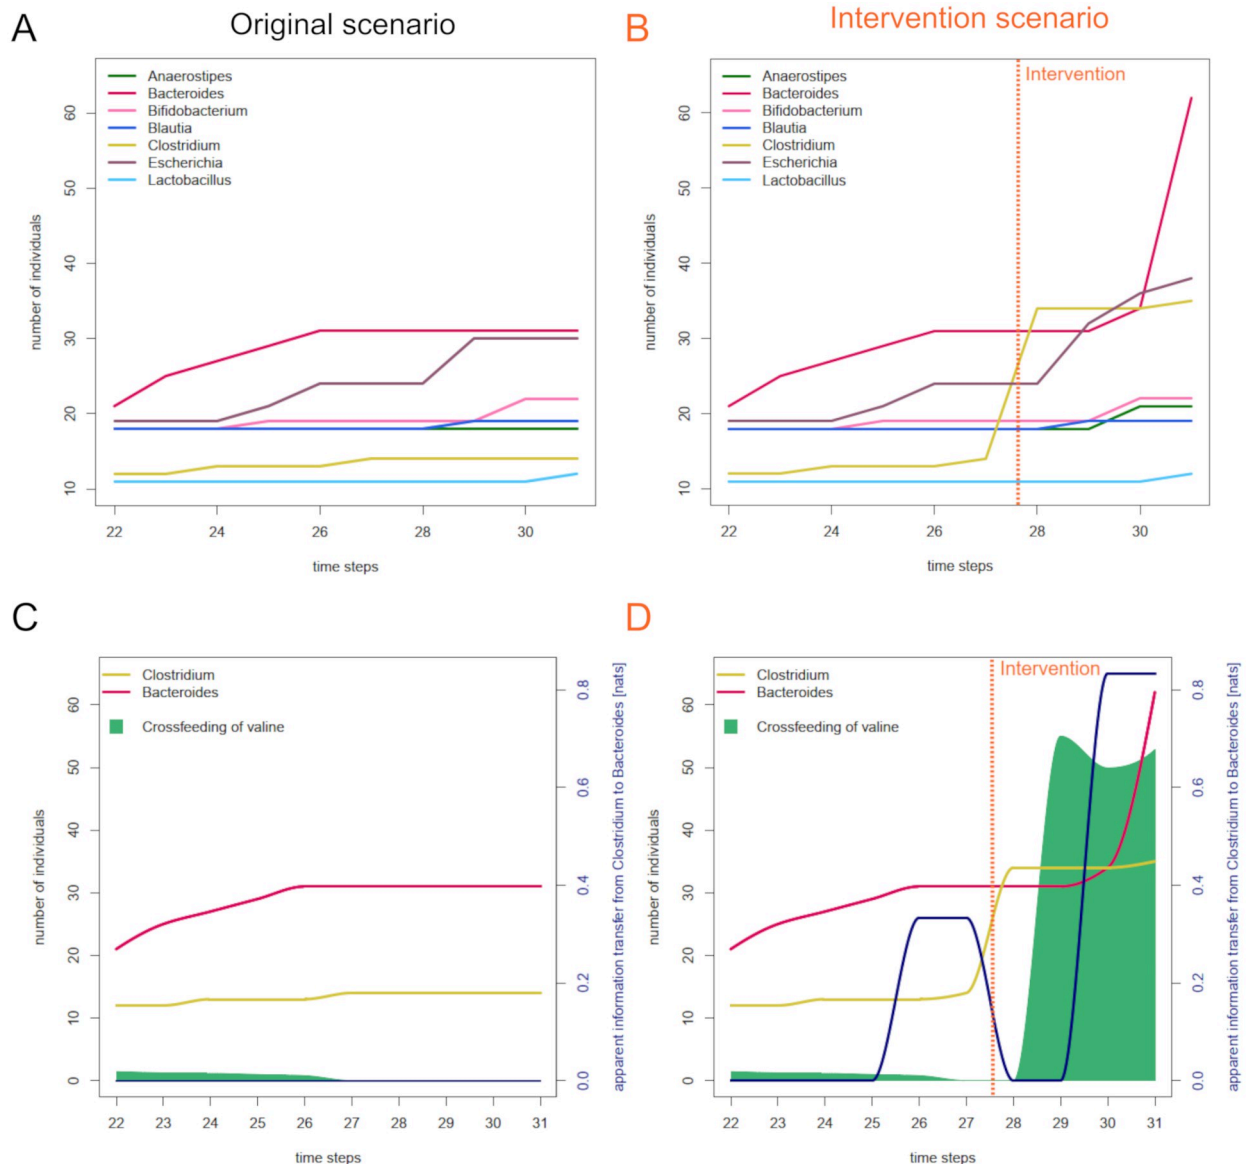 A
Original scenario
B
Intervention scenario
Anaerostipes
Bacteroides
Bifidobacterium
Blautia
Clostridium
Escherichia
Lactobacillus
number of individuals
60
50
40
30
20
10
22
24
26
28
30
time steps
Intervention
Anaerostipes
Bacteroides
Bifidobacterium
Blautia
Clostridium
Escherichia
Lactobacillus
number of individuals
60
50
40
30
20
10
22
24
26
28
30
time steps
C
D
Clostridium
Bacteroides
Crossfeeding of valine
number of individuals
60
50
40
30
20
10
0
apparent information transfer from Clostridium to Bacteroides [nats]
0.8
0.6
0.4
0.2
0.0
22
23
24
25
26
27
28
29
30
31
time steps
Clostridium
Bacteroides
Crossfeeding of valine
Intervention
number of individuals
60
50
40
30
20
10
0
apparent information transfer from Clostridium to Bacteroides [nats]
0.8
0.6
0.4
0.2
0.0
22
23
24
25
26
27
28
29
30
31
time steps